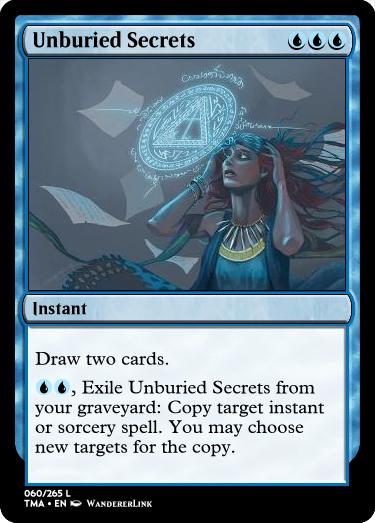 Unburied Secrets
Instant
Draw two cards.
, Exile Unburied Secrets from
your graveyard: Copy target instant
or sorcery spell. You may choose
new targets for the copy.
060/265 L
TMA • EN WANDERERLINK